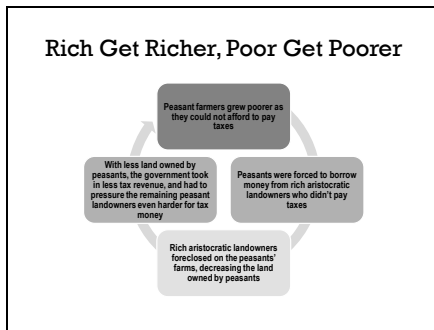 Rich Get Richer, Poor Get Poorer
Peasant farmers grew poorer as
they could not afford to pay
taxes
Peasants were forced to borrow
money from rich aristocratic
landowners who didn't pay
taxes
Rich aristocratic landowners
foreclosed on the peasants'
farms, decreasing the land
owned by peasants
With less land owned by
peasants, the government took
in less tax revenue, and had to
pressure the remaining peasant
landowners even harder for tax
money